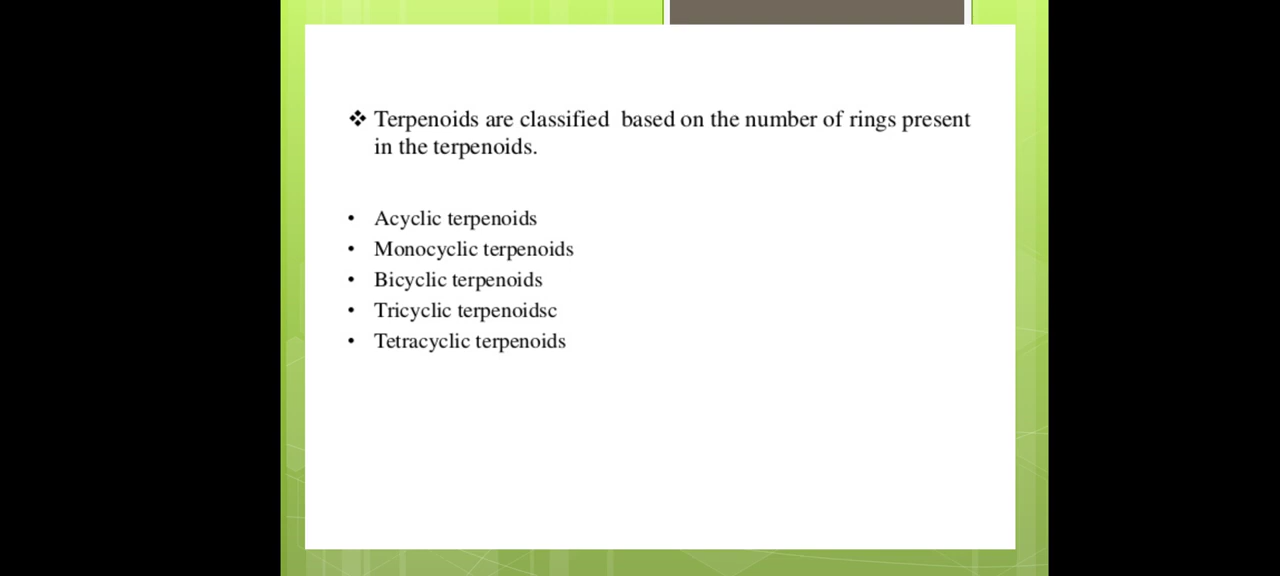 ❖ Terpenoids are classified  based on the number of rings present
in the terpenoids.
• Acyclic terpenoids
• Monocyclic terpenoids
• Bicyclic terpenoids
• Tricyclic terpenoidsc
• Tetracyclic terpenoids